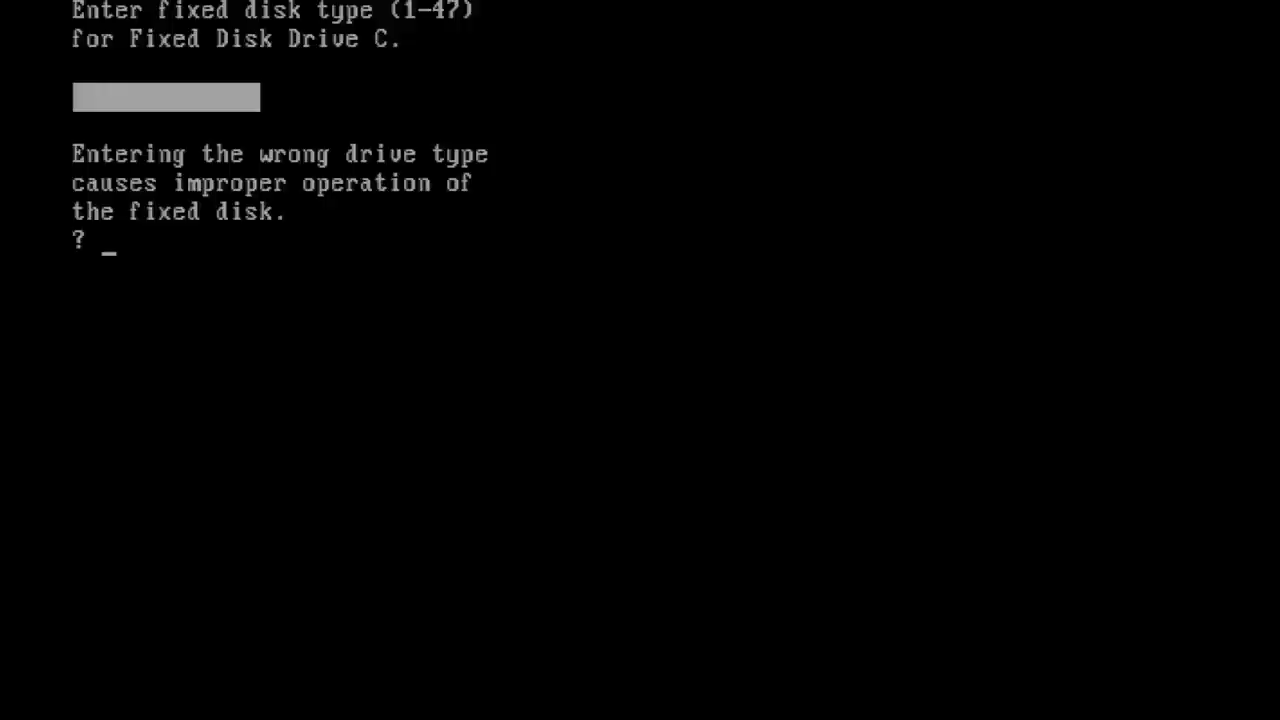 Enter fixed disk type (1-47)
for Fixed Disk Drive C.
Entering the wrong drive type
causes improper operation of
the fixed disk.
? _